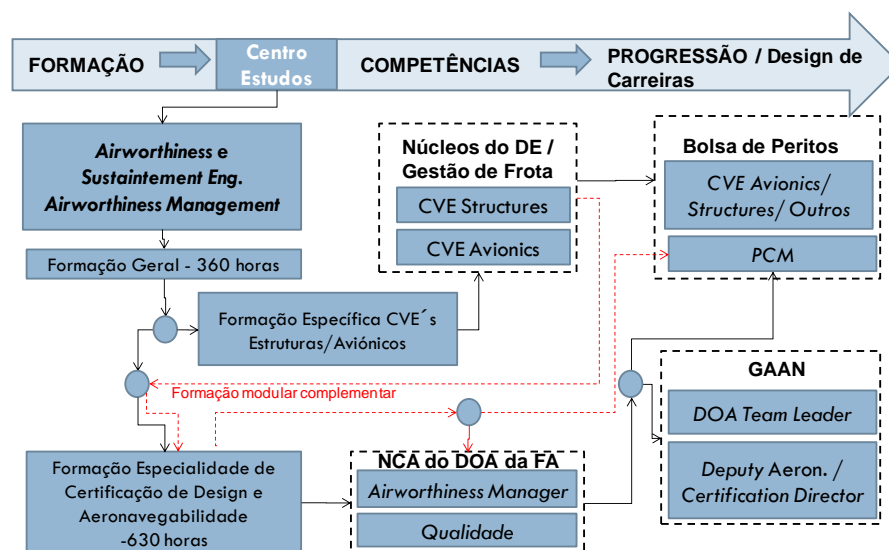 FORMAÇÃO
Centro
Estudos
COMPETÊNCIAS
PROGRESSÃO / Design de
Carreiras
Airworthiness e
Sustaintement Eng.
Airworthiness Management
Formação Geral - 360 horas
Formação Específica CVE´s
Estruturas/Aviónicos
Núcleos do DE /
Gestão de Frota
CVE Structures
CVE Avionics
Bolsa de Peritos
CVE Avionics/
Structures/ Outros
PCM
Formação modular complementar
Formação Especialidade de
Certificação de Design e
Aeronavegabilidade
-630 horas
NCA do DOA da FA
Airworthiness Manager
Qualidade
GAAN
DOA Team Leader
Deputy Aeron. /
Certification Director